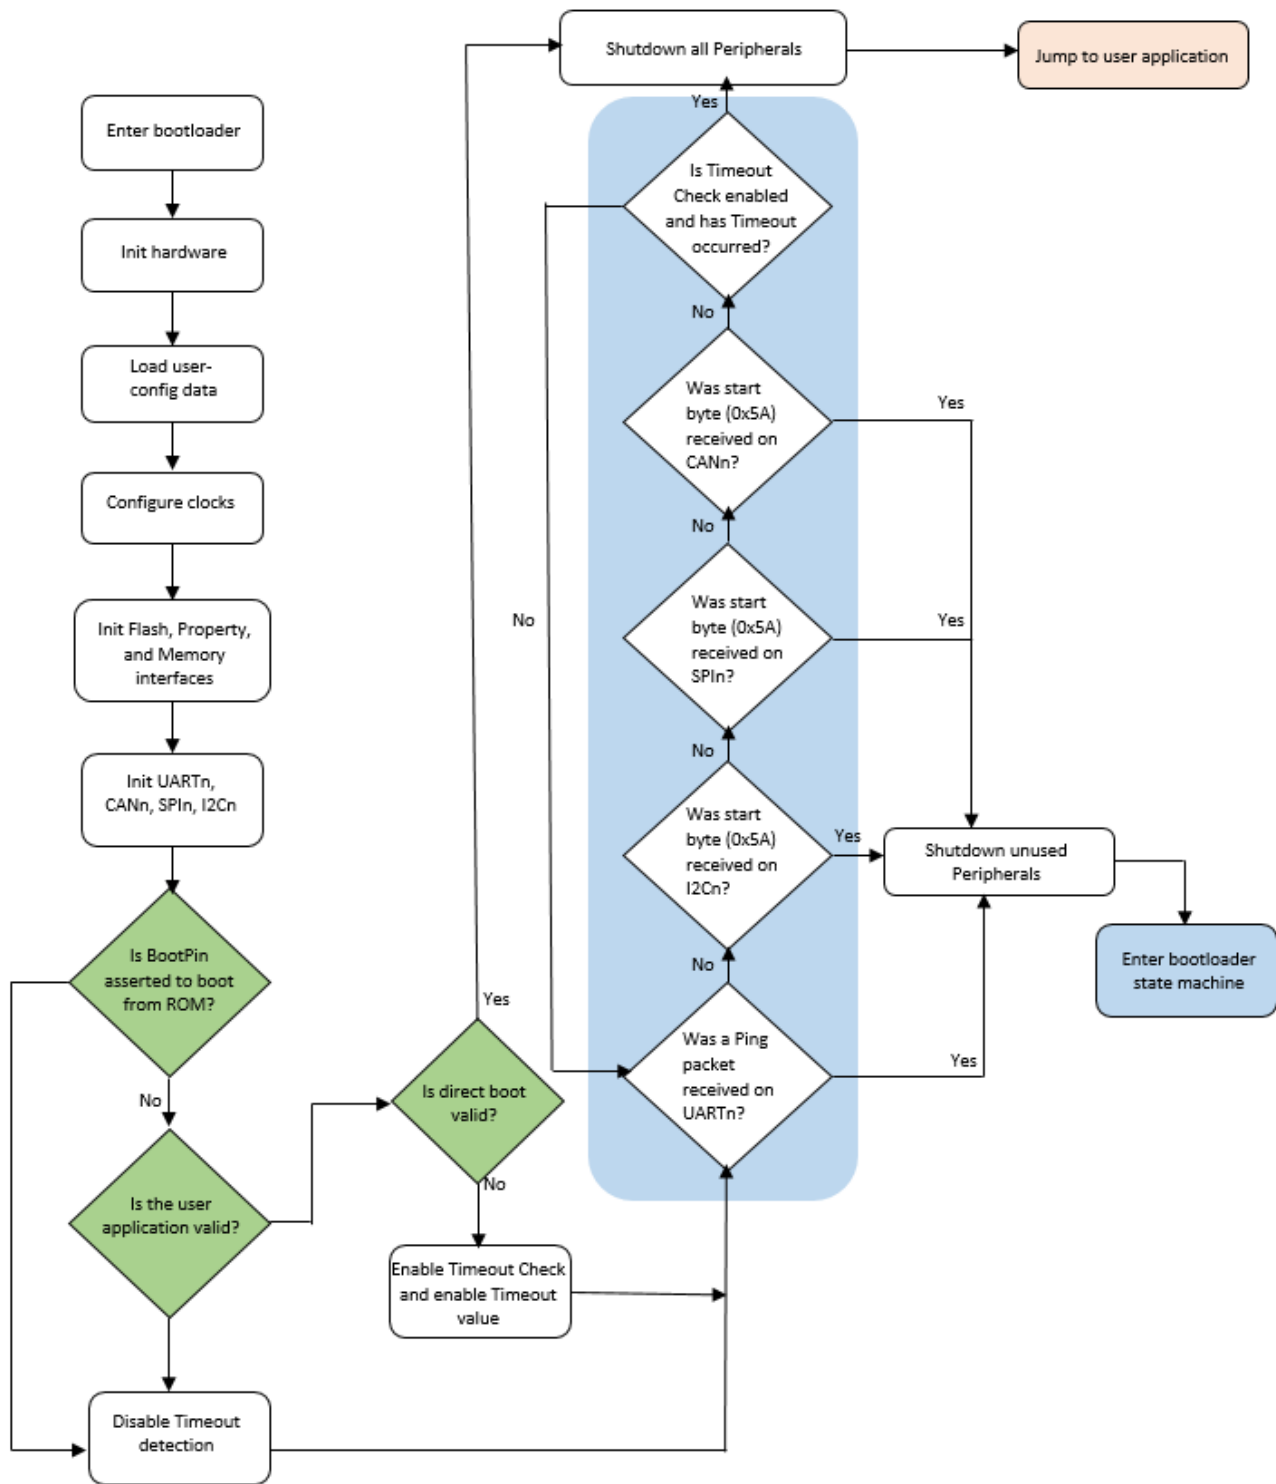 Enter bootloader
Init hardware
Load user-
config data
Configure clocks
Init Flash, Property,
and Memory
interfaces
Init UARTn,
CANn, SPIn, I2Cn
Is BootPin
asserted to boot
from ROM?
No
Is the user
application valid?
Disable Timeout
detection
Is direct boot
valid?
Yes
No
Enable Timeout Check
and enable Timeout
value
Shutdown all Peripherals
Jump to user application
Yes
Is Timeout
Check enabled
and has Timeout
occurred?
No
No
Was start
byte (0x5A)
received on
CANn?
Yes
No
Was start
byte (0x5A)
received on
SPIn?
Yes
No
Was start
byte (0x5A)
received on
I2Cn?
Yes
No
Was a Ping
packet
received on
UARTn?
Yes
Shutdown unused
Peripherals
Enter bootloader
state machine